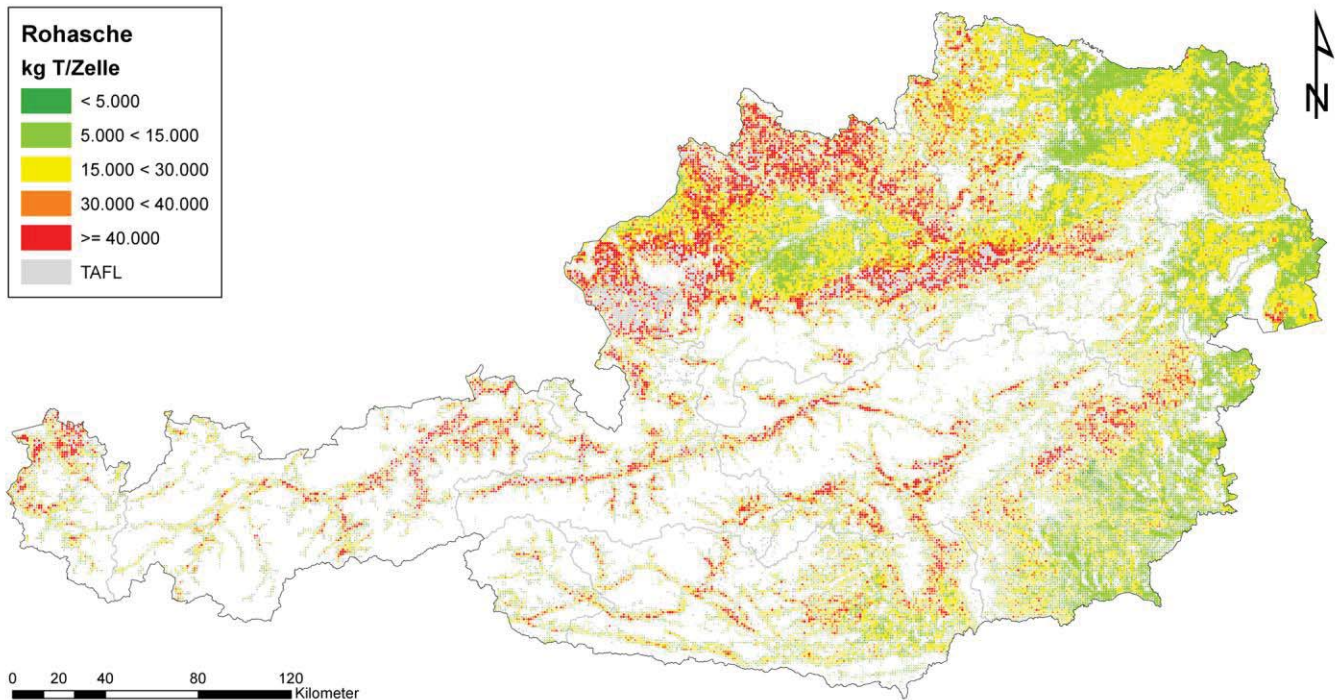 Rohasche
kg T/Zelle
< 5.000
5.000 < 15.000
15.000 < 30.000
30.000 < 40.000
>= 40.000
TAFL
N
0 20 40 80 120
Kilometer